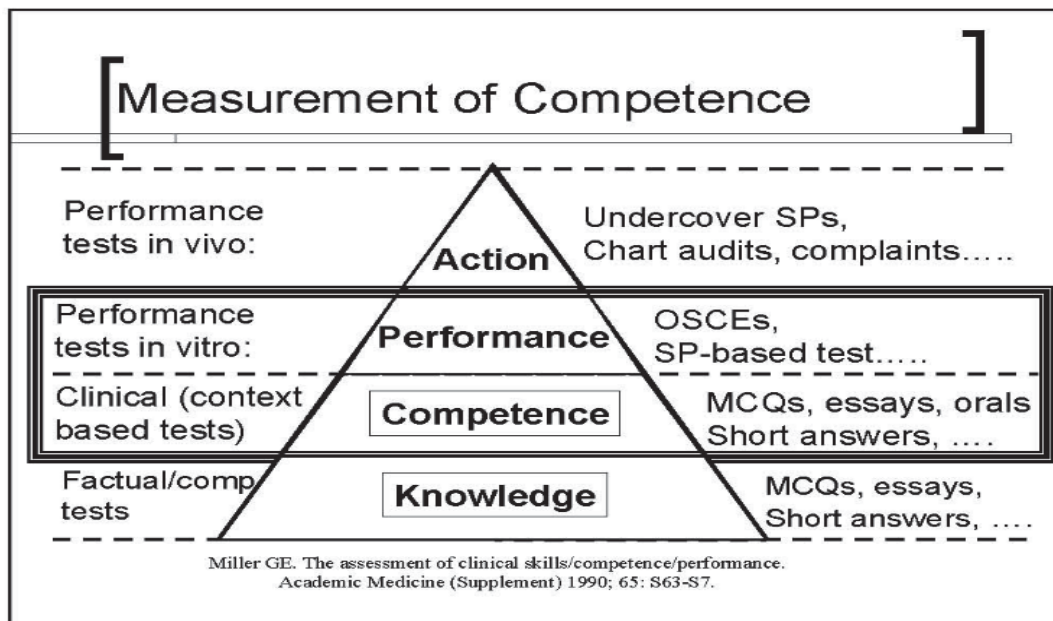 Measurement of Competence
Performance
tests in vivo:
Action
Undercover SPs,
Chart audits, complaints.....
Performance
tests in vitro:
Performance
OSCEs,
SP-based test.....
Clinical (context
based tests)
Competence
MCQs, essays, orals
Short answers, ....
Factual/comp
tests
Knowledge
MCQs, essays,
Short answers, ....
Miller GE. The assessment of clinical skills/competence/performance.
Academic Medicine (Supplement) 1990; 65: S63-S7.